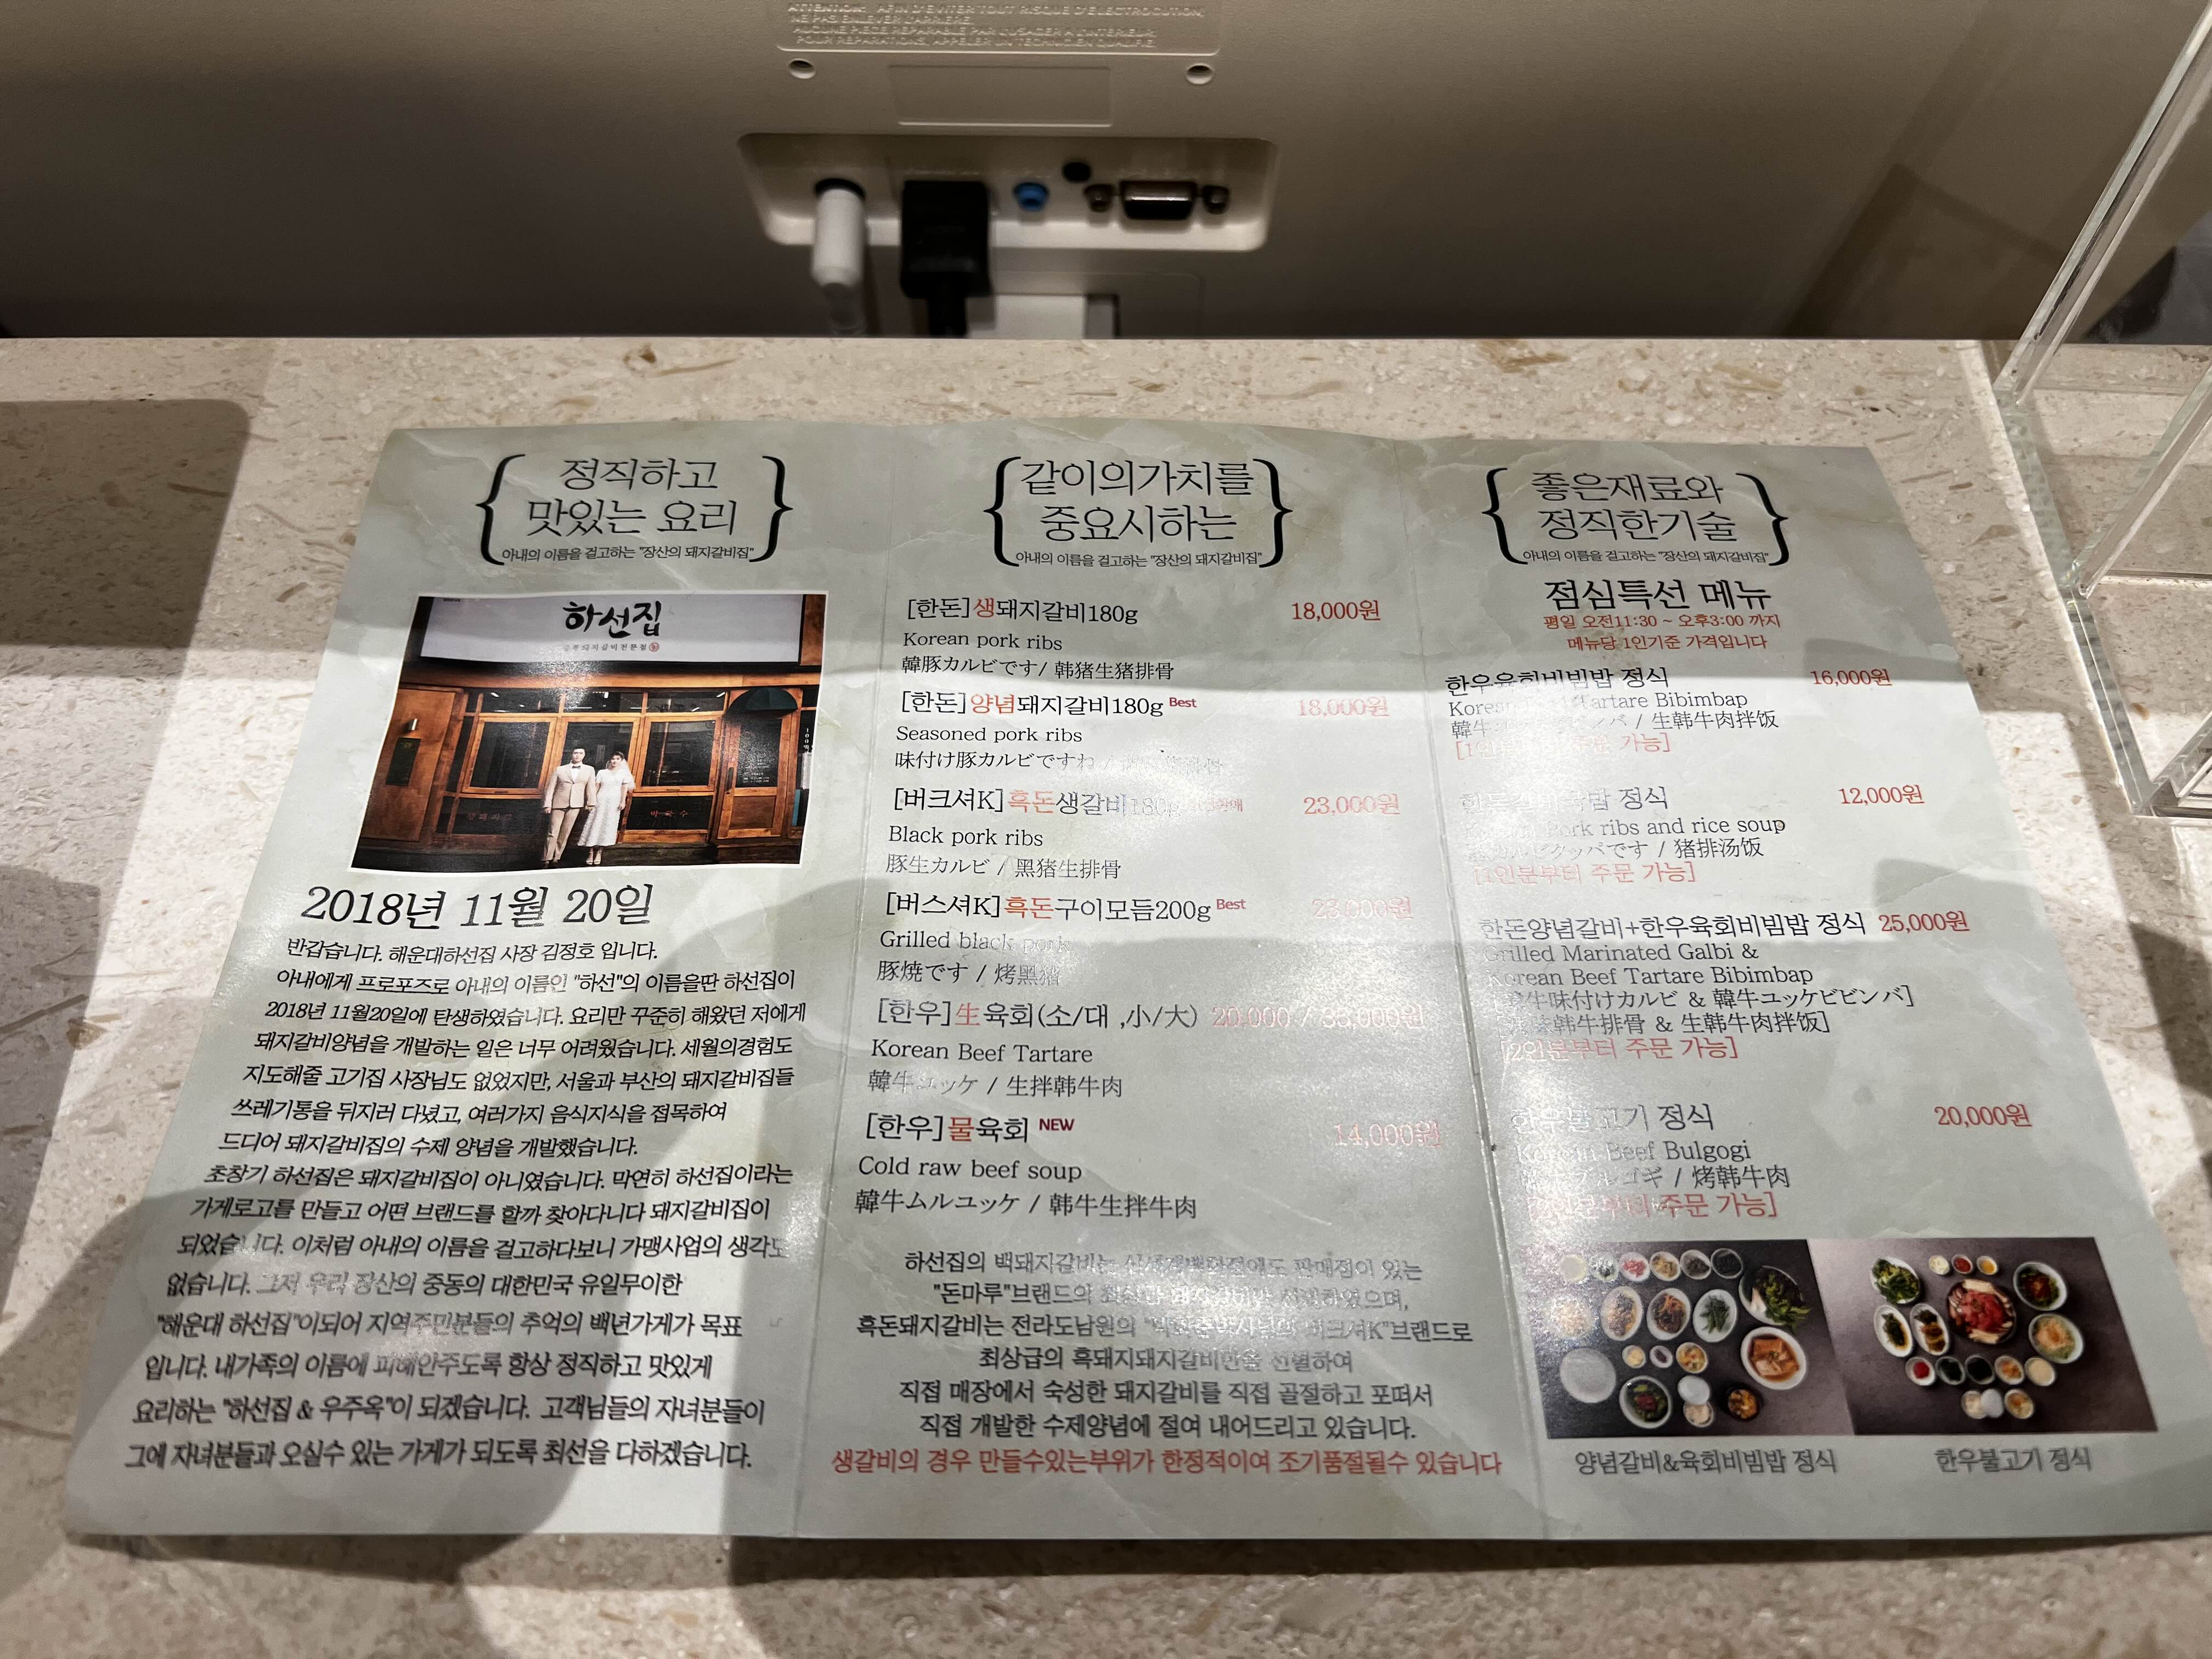 ATTENTION: AFIN D'EVITER TOUT RISQUE D'ELECTROCUTION,
NE PAS ENLEVER L'ARRIERE.
AUCUNE PIECE REPARABLE PAR L'USAGER A L'INTERIEUR;
POUR REPARATIONS, APPELER UN TECHNICIEN QUALIFIE.
정직하고
맛있는 요리
아내의 이름을 걸고하는 "장산의 돼지갈비집"
하선집
2018년 11월 20일
반갑습니다. 해운대하선집 사장 김정호 입니다.
아내에게 프로포즈로 아내의 이름인 "하선"의 이름을딴 하선집이
2018년 11월20일에 탄생하였습니다. 요리만 꾸준히 해왔던 저에게
돼지갈비양념을 개발하는 일은 너무 어려웠습니다. 세월의경험도
지도해줄 고기집 사장님도 없었지만, 서울과 부산의 돼지갈비집들
쓰레기통을 뒤지러 다녔고, 여러가지 음식지식을 접목하여
드디어 돼지갈비집의 수제 양념을 개발했습니다.
초창기 하선집은 돼지갈비집이 아니였습니다. 막연히 하선집이라는
가게로고를 만들고 어떤 브랜드를 할까 찾아다니다 돼지갈비집이
되었습니다. 이처럼 아내의 이름을 걸고하다보니 가맹사업의 생각도
없습니다. 그저 우리 장산의 중동의 대한민국 유일무이한
"해운대 하선집"이되어 지역주민분들의 추억의 백년가게가 목표
입니다. 내가족의 이름에 피해안주도록 항상 정직하고 맛있게
요리하는 "하선집 & 우주옥"이 되겠습니다. 고객님들의 자녀분들이
그에 자녀분들과 오실수 있는 가게가 되도록 최선을 다하겠습니다.
같이의가치를
중요시하는
아내의 이름을 걸고하는 "장산의 돼지갈비집"
[한돈]생돼지갈비180g 18,000원
Korean pork ribs
韓豚カルビです/ 韩猪生猪排骨
[한돈]양념돼지갈비180g Best 18,000원
Seasoned pork ribs
味付け豚カルビですね /
[버크셔K]흑돈생갈비180g 23,000원
Black pork ribs
豚生カルビ / 黑猪生排骨
[버스셔K]흑돈구이모듬200g Best 23,000원
Grilled black pork
豚焼です / 烤黑猪
[한우]生육회(소/대 ,小/大) 20,000 / 35,000원
Korean Beef Tartare
韓牛ユッケ / 生拌韩牛肉
[한우]물육회 NEW 14,000원
Cold raw beef soup
韓牛ムルユッケ / 韩牛生拌牛肉
하선집의 백돼지갈비는 판매점이 있는
"돈마루"브랜드의
흑돈돼지갈비는 전라도남원의 브랜드로
최상급의 흑돼지돼지갈비만을 선별하여
직접 매장에서 숙성한 돼지갈비를 직접 골절하고 포떠서
직접 개발한 수제양념에 절여 내어드리고 있습니다.
생갈비의 경우 만들수있는부위가 한정적이여 조기품절될수 있습니다
좋은재료와
정직한기술
아내의 이름을 걸고하는 "장산의 돼지갈비집"
점심특선 메뉴
평일 오전11:30 ~ 오후3:00 까지
메뉴당 1인기준 가격입니다
한우육회비빔밥 정식 16,000원
Korean Tartare Bibimbap
/ 生韩牛肉拌饭
주문 가능]
정식 12,000원
Pork ribs and rice soup
です / 猪排汤饭
[1인분부터 주문 가능]
한돈양념갈비+한우육회비빔밥 정식 25,000원
Grilled Marinated Galbi &
Korean Beef Tartare Bibimbap
味付けカルビ & 韓牛ユッケビビンバ]
韩牛排骨 & 生韩牛肉拌饭]
[2인분부터 주문 가능]
한우불고기 정식 20,000원
Korean Beef Bulgogi
/ 烤韩牛肉
주문 가능]
양념갈비&육회비빔밥 정식
한우불고기 정식